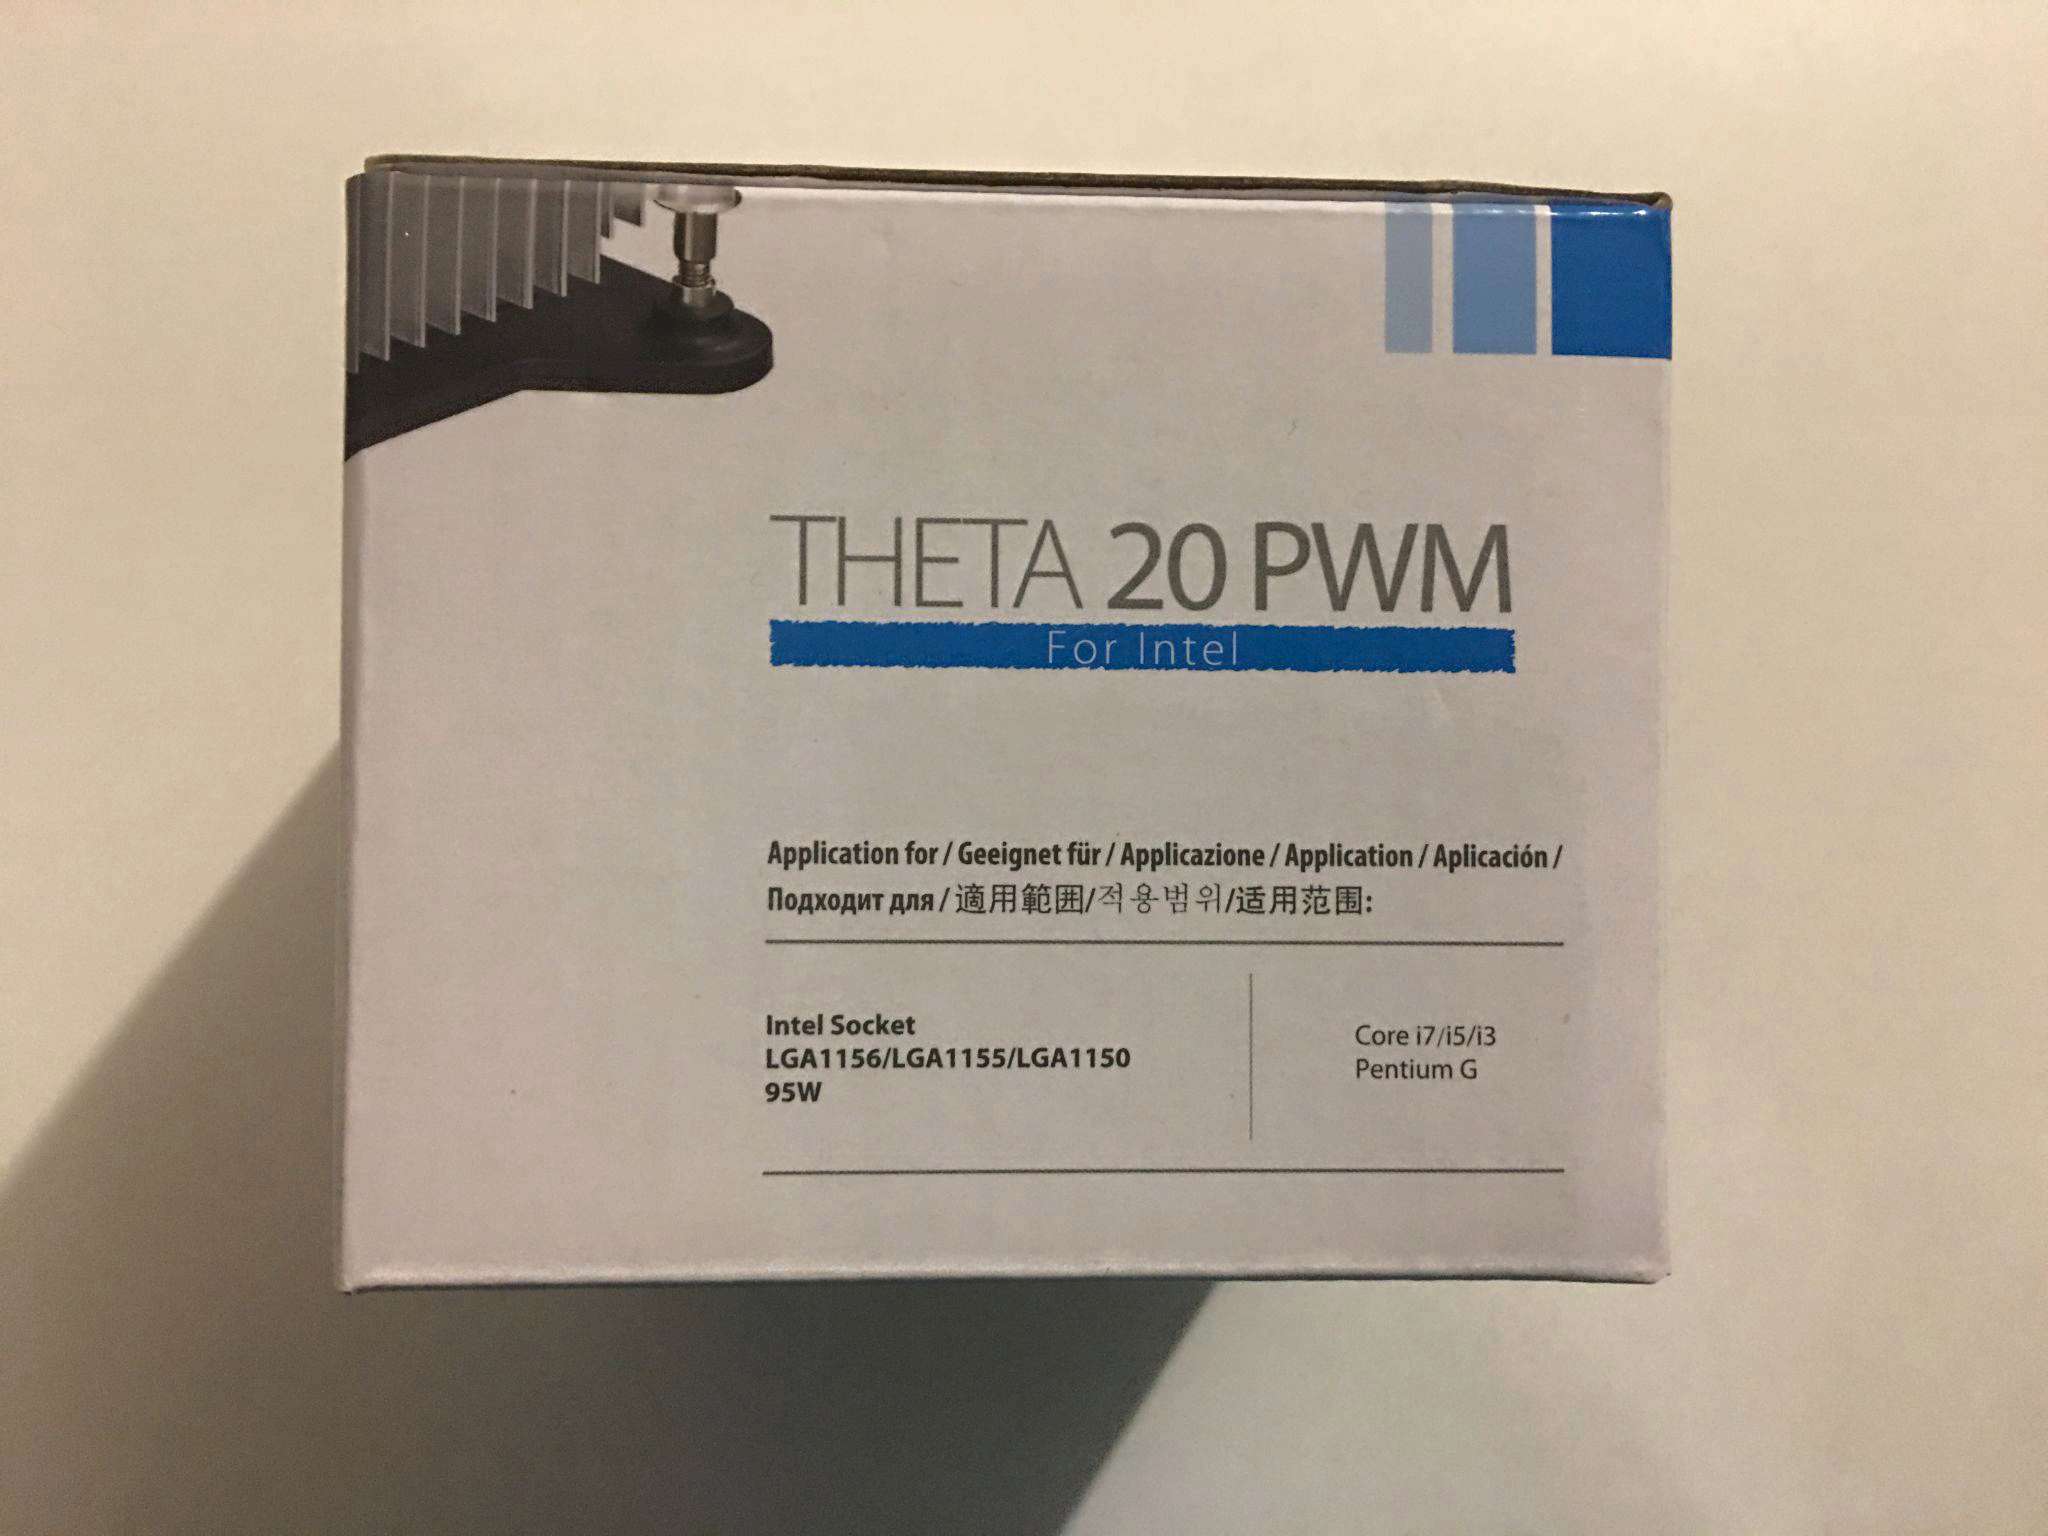 THETA 20 PWM
For Intel
Application for / Geeignet für / Applicazione / Application / Aplicación /
Подходит для / 適用範囲/적용범위/适用范围:
Intel Socket
LGA1156/LGA1155/LGA1150
95W
Core i7/i5/i3
Pentium G